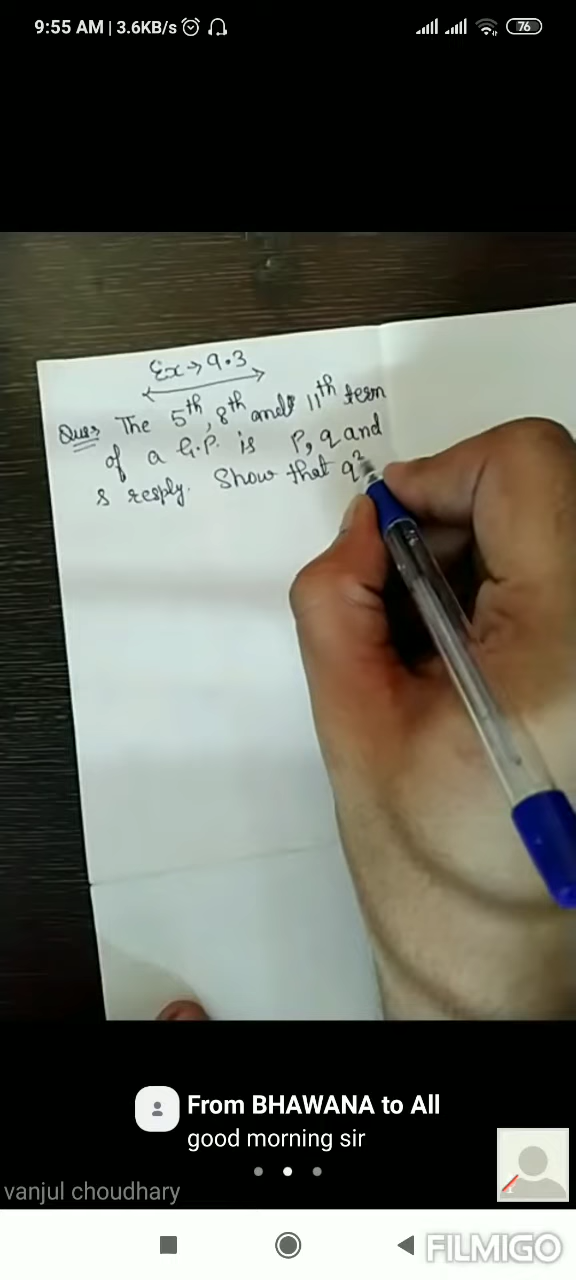 9:55 AM | 3.6KB/s
76
Ex → 9.3
Ques The 5th, 8th and 11th term
of a G.P. is P, q and
s resply. Show that q²
From BHAWANA to All
good morning sir
vanjul choudhary
FILMIGO